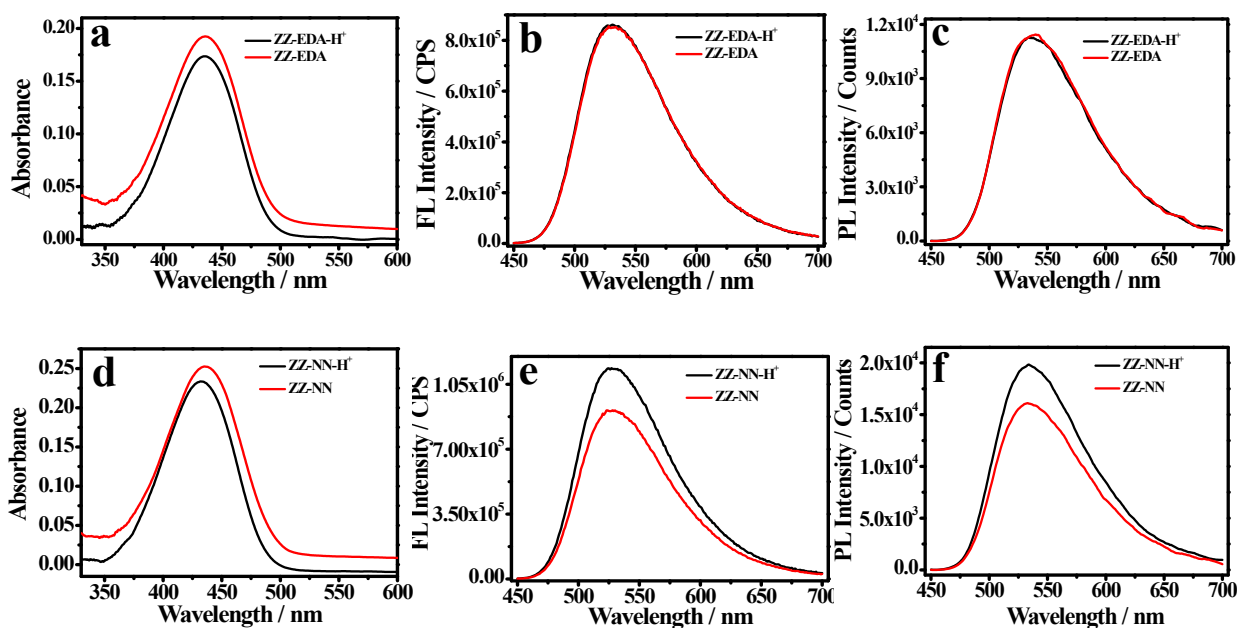 a
ZZ-EDA-H⁺
ZZ-EDA
0.20
0.15
0.10
0.05
0.00
Absorbance
350 400 450 500 550 600
Wavelength / nm
b
ZZ-EDA-H⁺
ZZ-EDA
8.0x10⁵
6.0x10⁵
4.0x10⁵
2.0x10⁵
0.0
FL Intensity / CPS
450 500 550 600 650 700
Wavelength / nm
c
ZZ-EDA-H⁺
ZZ-EDA
1.2x10⁴
9.0x10³
6.0x10³
3.0x10³
0.0
PL Intensity / Counts
450 500 550 600 650 700
Wavelength / nm
d
ZZ-NN-H⁺
ZZ-NN
0.25
0.20
0.15
0.10
0.05
0.00
Absorbance
350 400 450 500 550 600
Wavelength / nm
e
ZZ-NN-H⁺
ZZ-NN
1.05x10⁶
7.00x10⁵
3.50x10⁵
0.00
FL Intensity / CPS
450 500 550 600 650 700
Wavelength / nm
f
ZZ-NN-H⁺
ZZ-NN
2.0x10⁴
1.5x10⁴
1.0x10⁴
5.0x10³
0.0
PL Intensity / Counts
450 500 550 600 650 700
Wavelength / nm